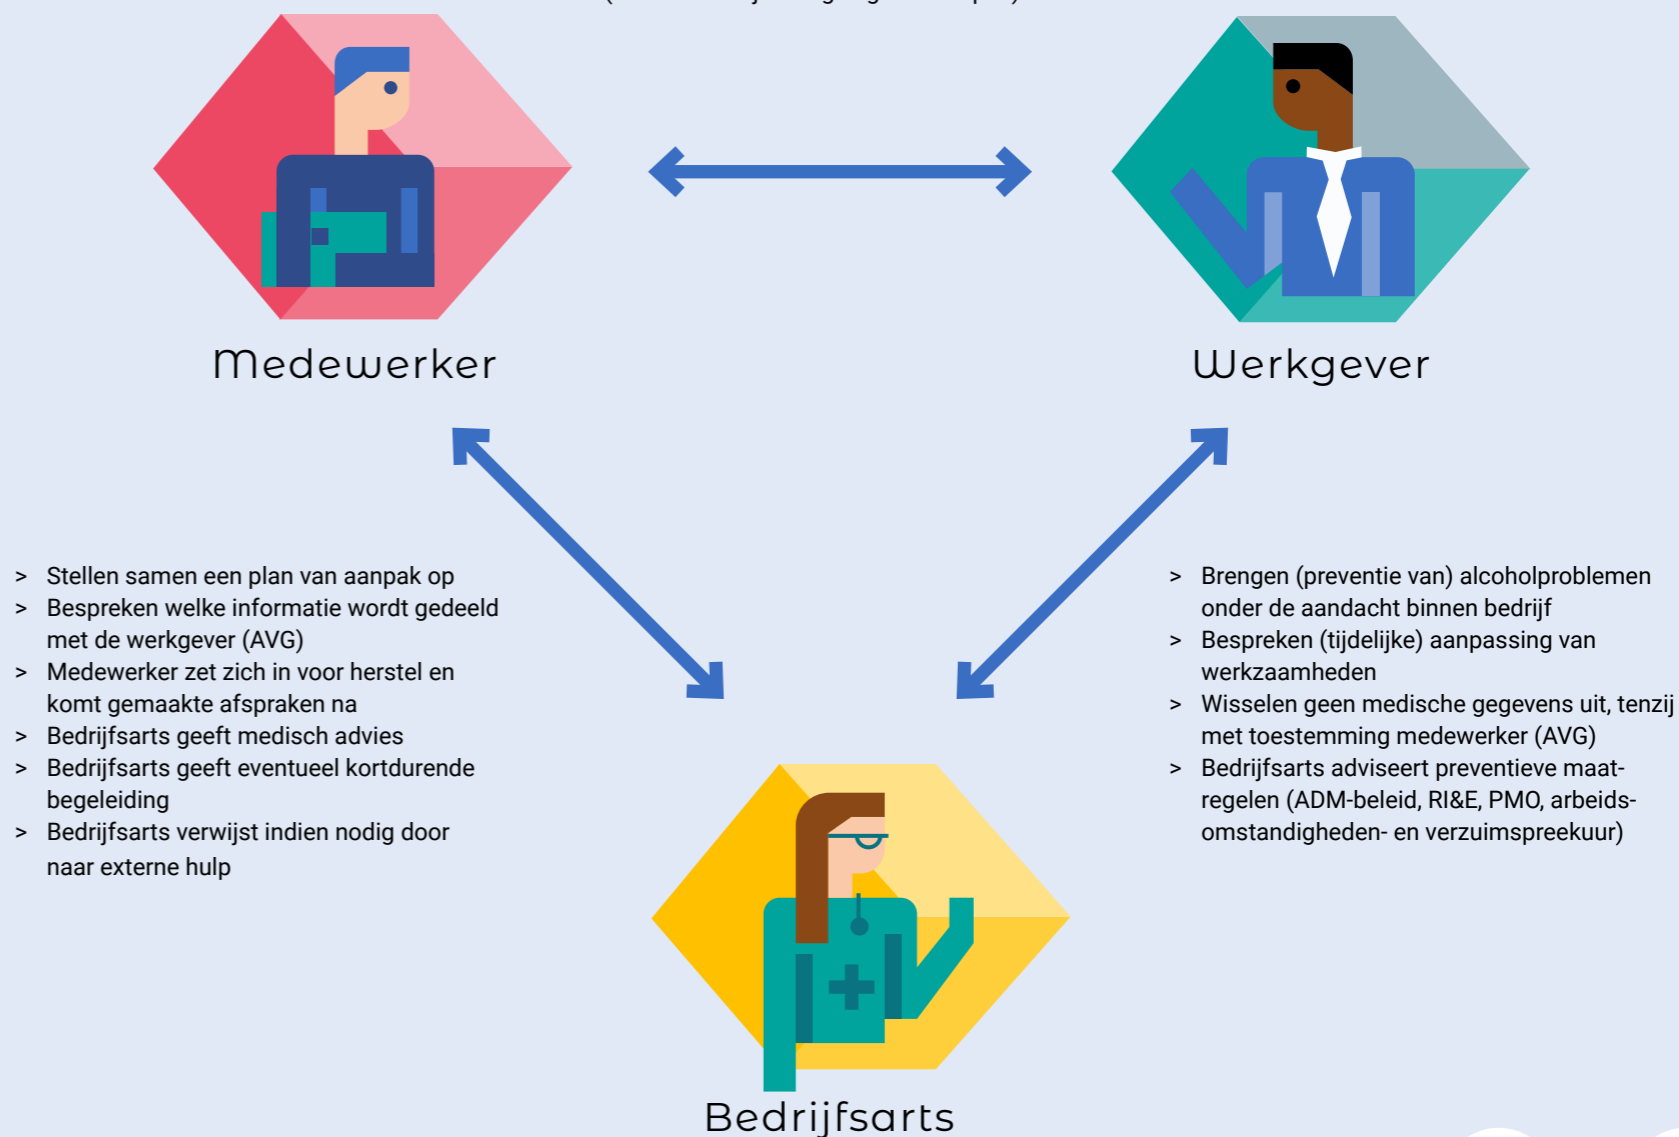 Medewerker
Werkgever
> Stellen samen een plan van aanpak op
> Bespreken welke informatie wordt gedeeld
met de werkgever (AVG)
> Medewerker zet zich in voor herstel en
komt gemaakte afspraken na
> Bedrijfsarts geeft medisch advies
> Bedrijfsarts geeft eventueel kortdurende
begeleiding
> Bedrijfsarts verwijst indien nodig door
naar externe hulp
> Brengen (preventie van) alcoholproblemen
onder de aandacht binnen bedrijf
> Bespreken (tijdelijke) aanpassing van
werkzaamheden
> Wisselen geen medische gegevens uit, tenzij
met toestemming medewerker (AVG)
> Bedrijfsarts adviseert preventieve maat-
regelen (ADM-beleid, RI&E, PMO, arbeids-
omstandigheden- en verzuimspreekuur)
Bedrijfsarts